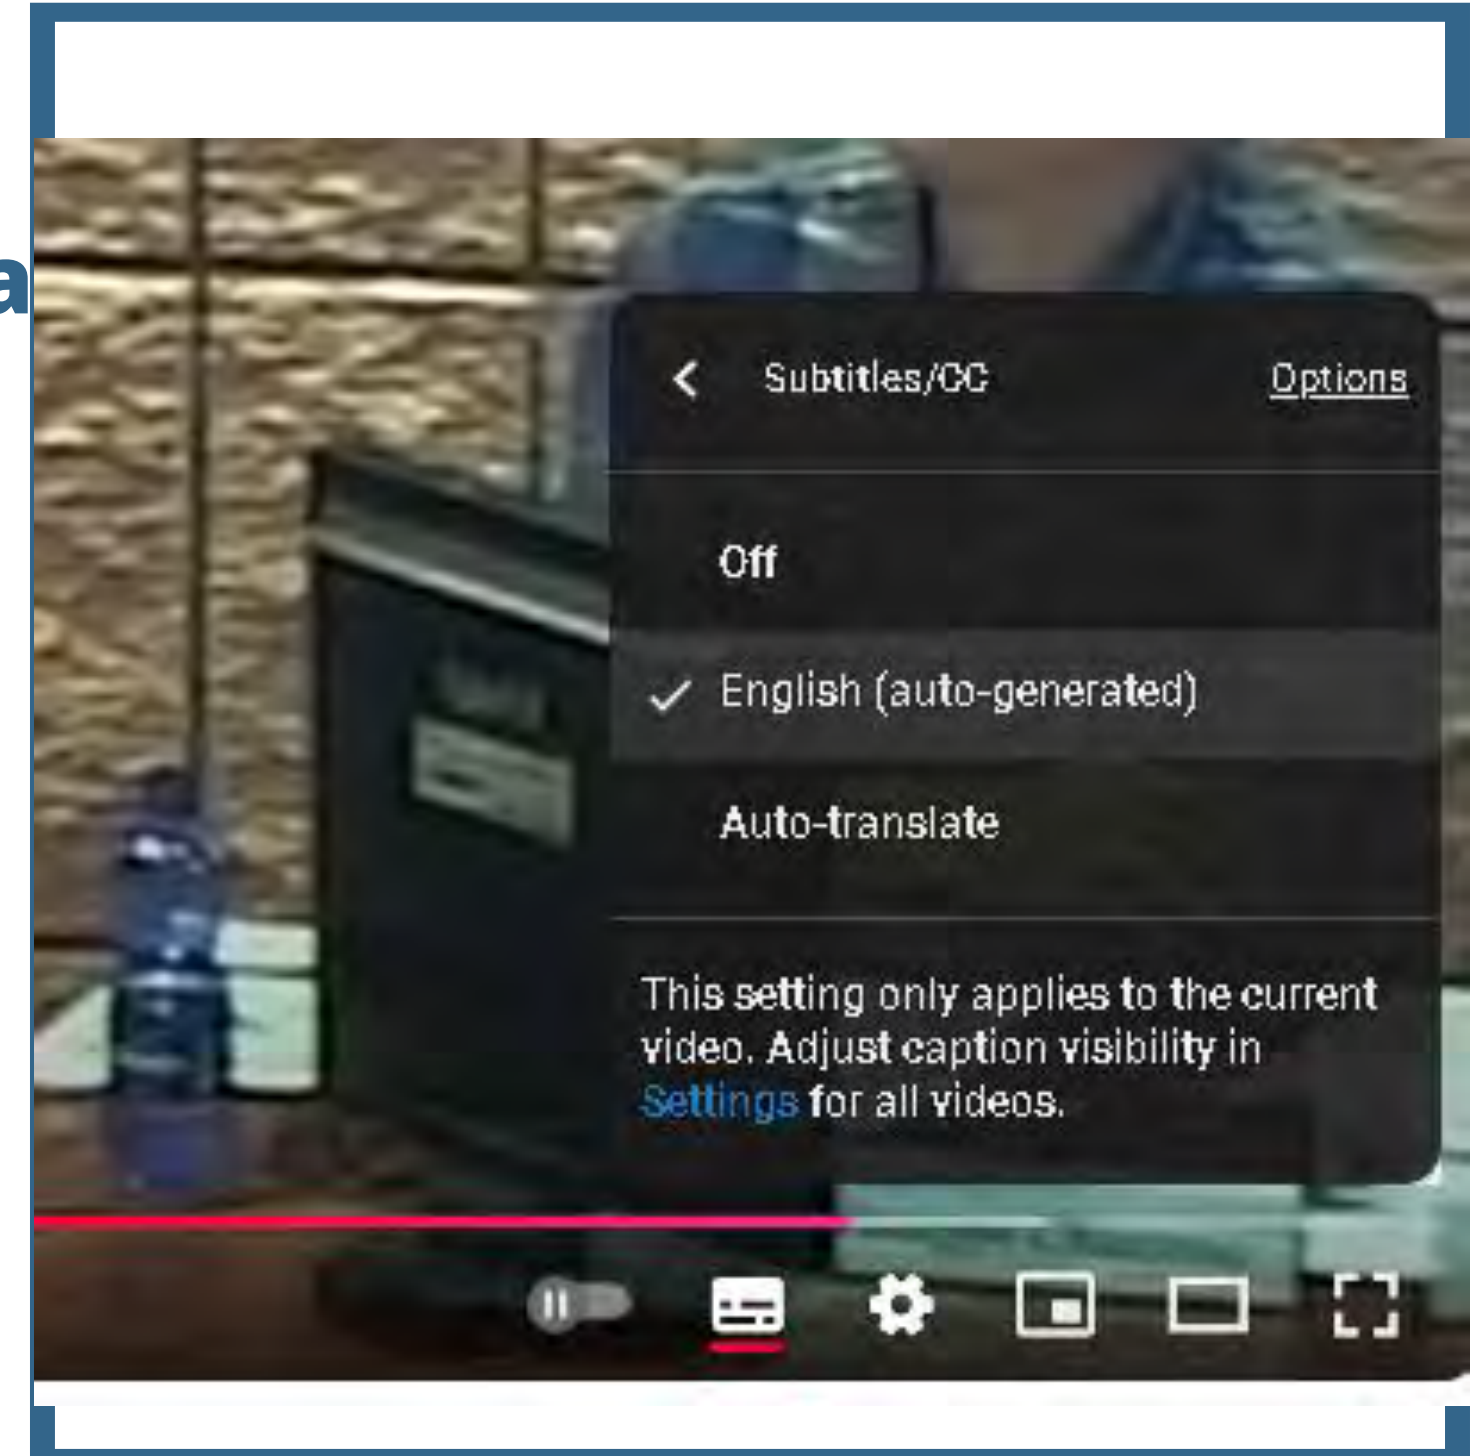 a
Subtitles/CC
Options
Off
English (auto-generated)
Auto-translate
This setting only applies to the current
video. Adjust caption visibility in
Settings for all videos.